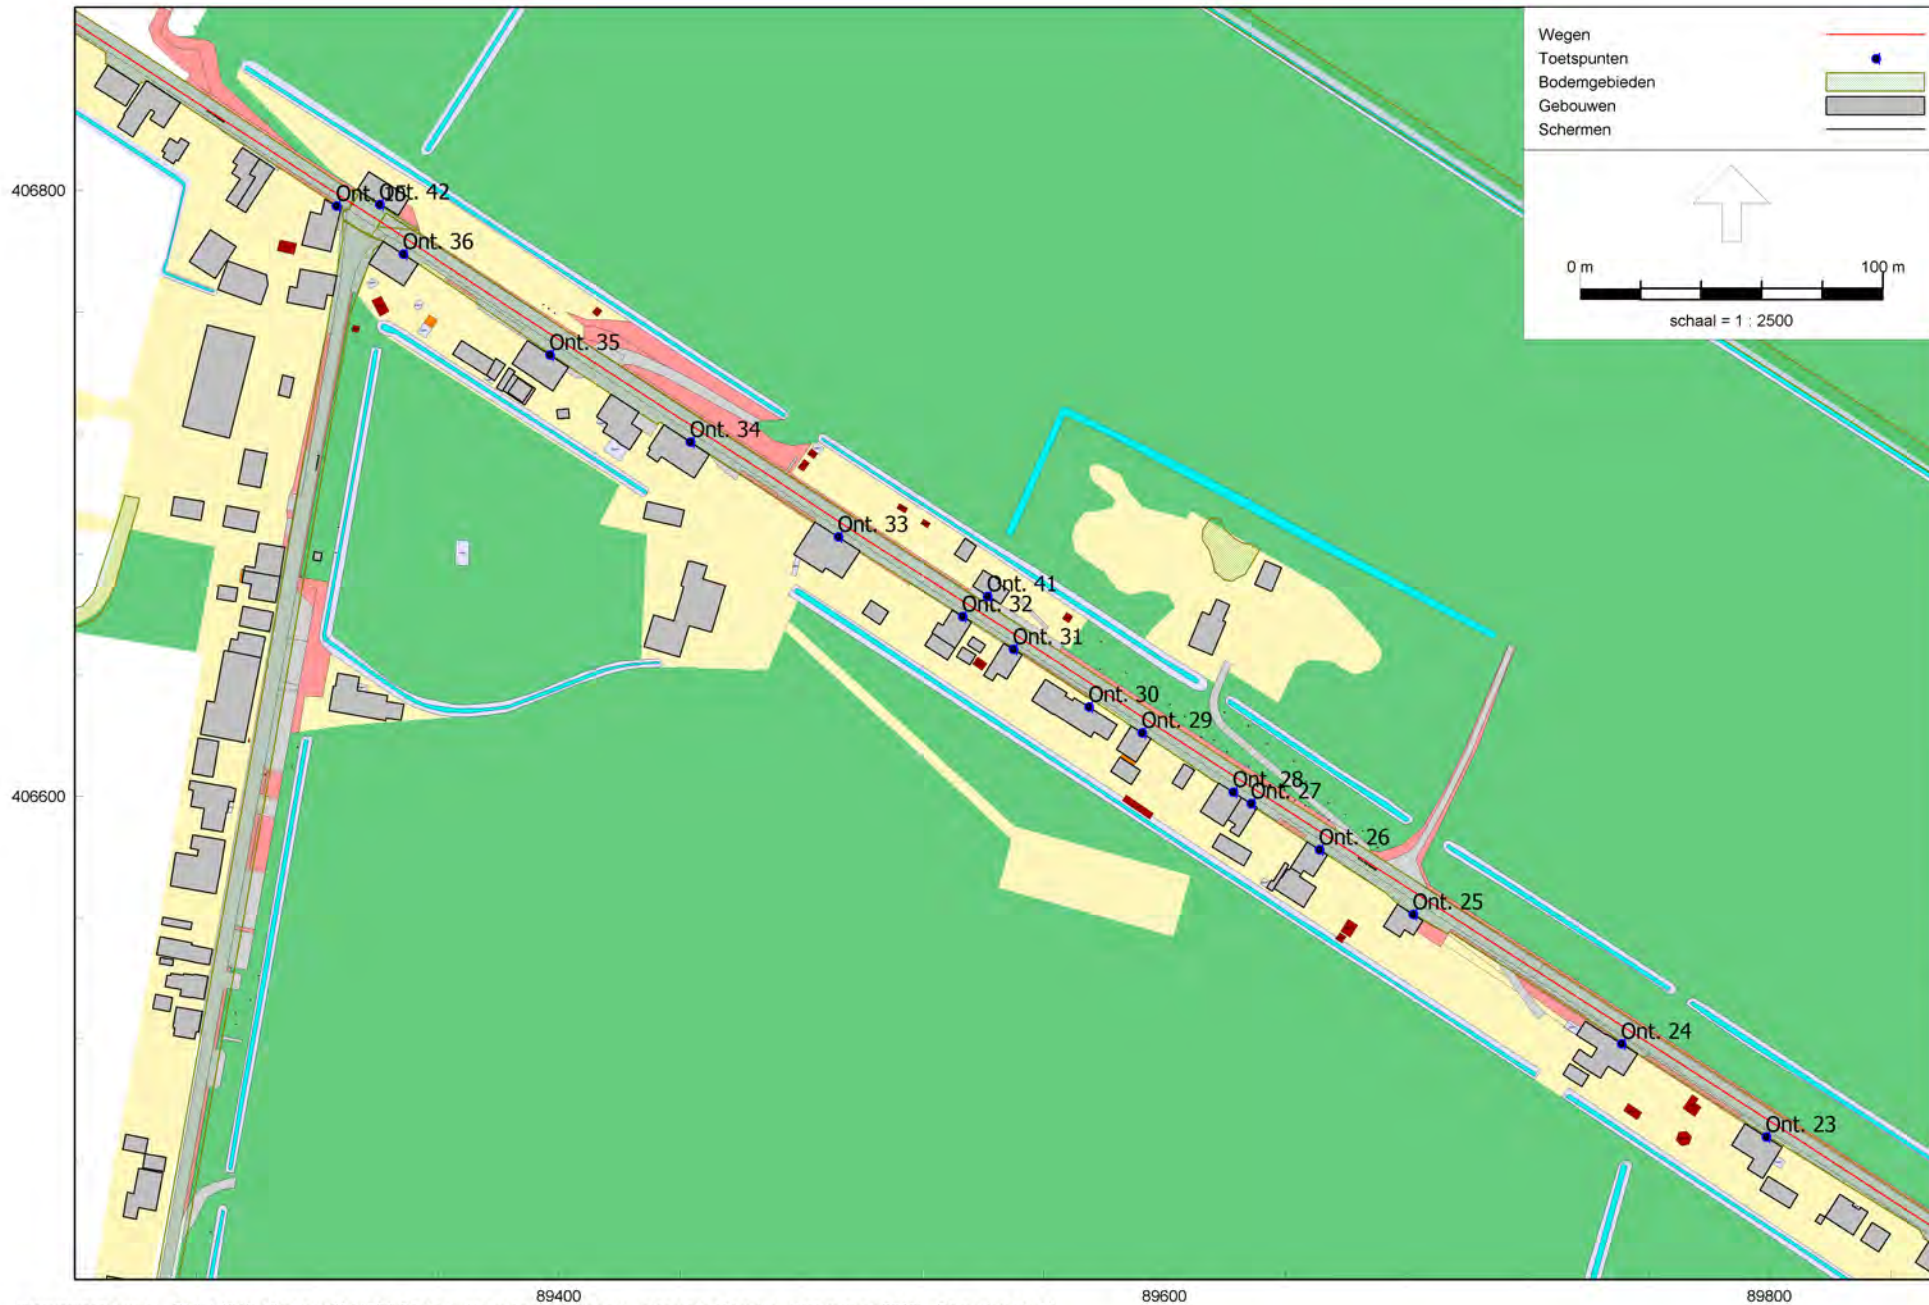 Wegen
Toetspunten
Bodemgebieden
Gebouwen
Schermen
0 m 100 m
schaal = 1 : 2500
406800
Ont. 42
Ont. 36
Ont. 35
Ont. 34
Ont. 33
Ont. 41
Ont. 32
Ont. 31
Ont. 30
Ont. 29
406600
Ont. 28
Ont. 27
Ont. 26
Ont. 25
Ont. 24
Ont. 23
89400 89600 89800